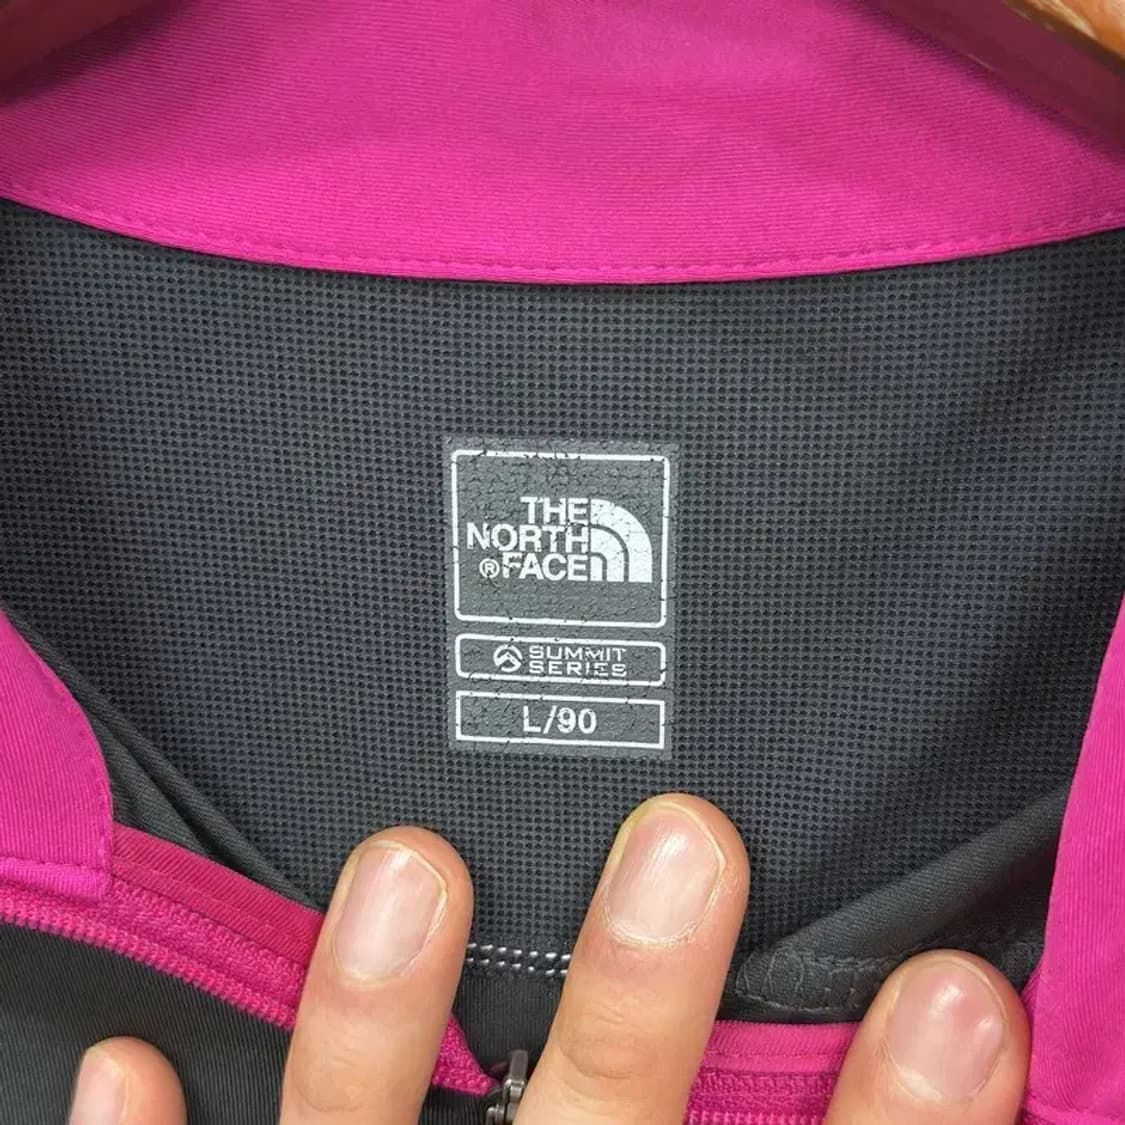 THE
NORTH
®FACE
SUMMIT
SERIES
L/90